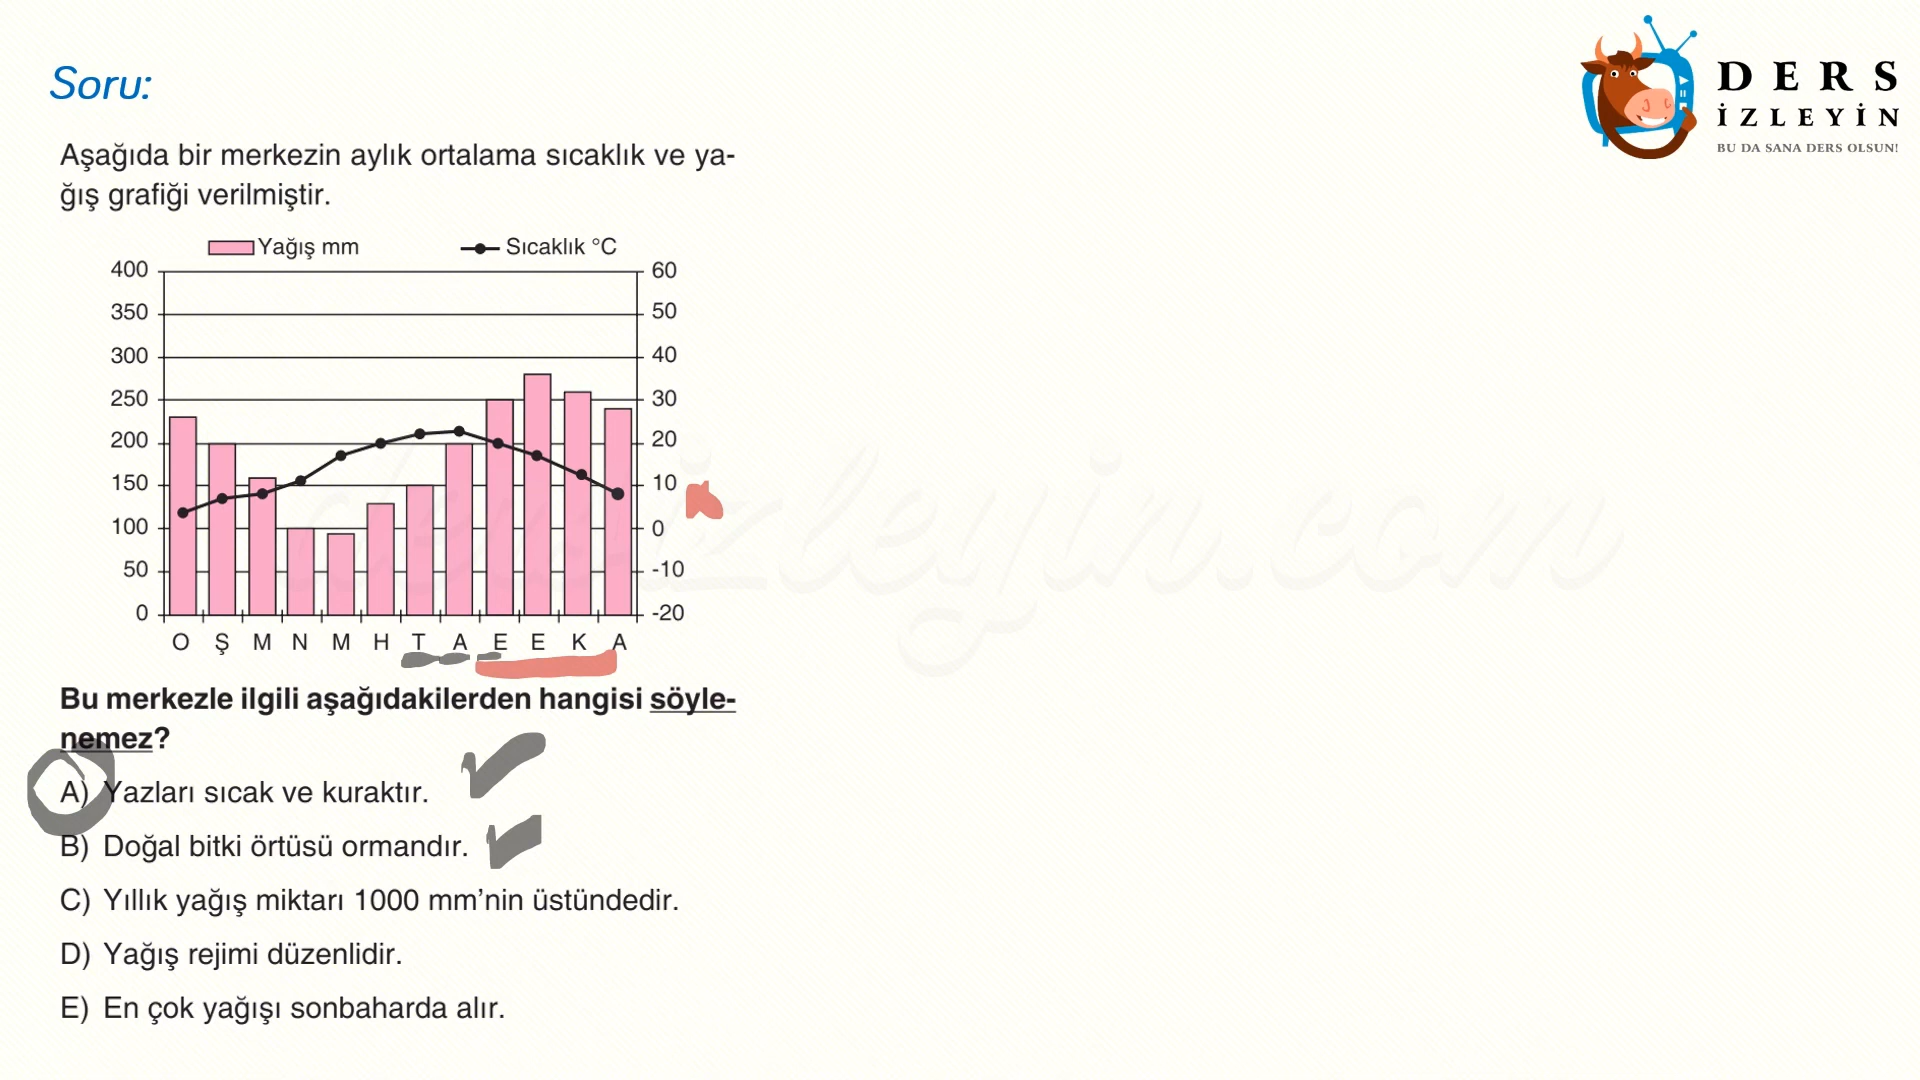 Soru:
DERS
İZLEYİN
BU DA SANA DERS OLSUN!
Aşağıda bir merkezin aylık ortalama sıcaklık ve ya-
ğış grafiği verilmiştir.
Yağış mm Sıcaklık °C
400 60
350 50
300 40
250 30
200 20
150 10
100 0
50 -10
0 -20
O Ş M N M H T A E E K A
dersizleyin.com
Bu merkezle ilgili aşağıdakilerden hangisi söyle-
nemez?
A) Yazları sıcak ve kuraktır.
B) Doğal bitki örtüsü ormandır.
C) Yıllık yağış miktarı 1000 mm’nin üstündedir.
D) Yağış rejimi düzenlidir.
E) En çok yağışı sonbaharda alır.